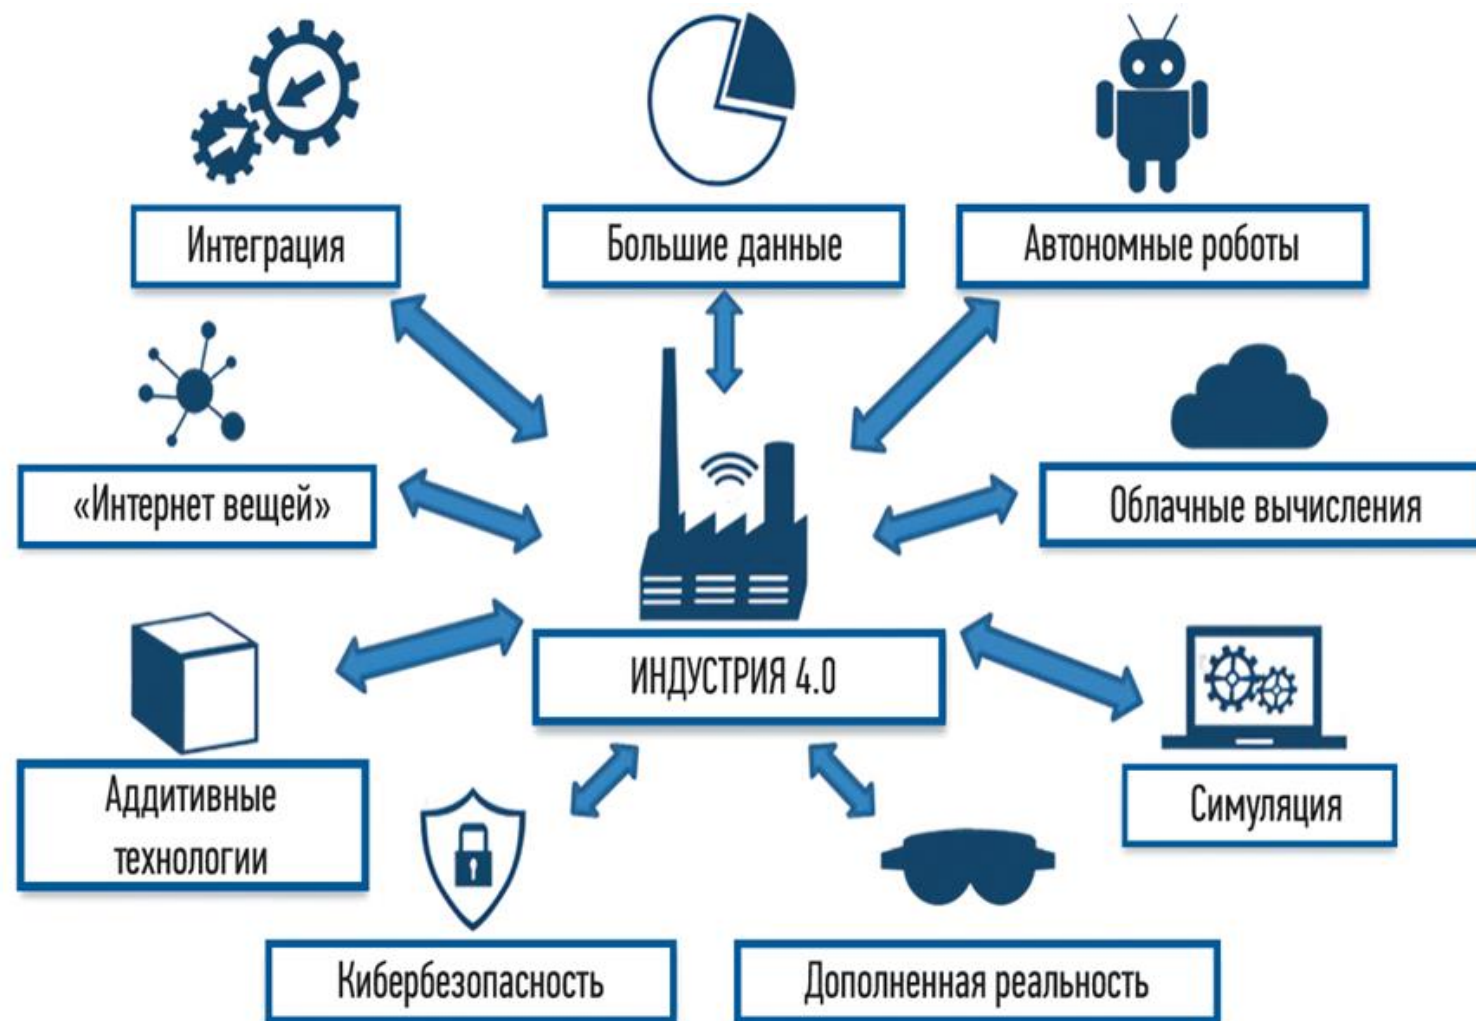 Интеграция
Большие данные
Автономные роботы
«Интернет вещей»
Облачные вычисления
ИНДУСТРИЯ 4.0
Аддитивные
технологии
Симуляция
Кибербезопасность
Дополненная реальность